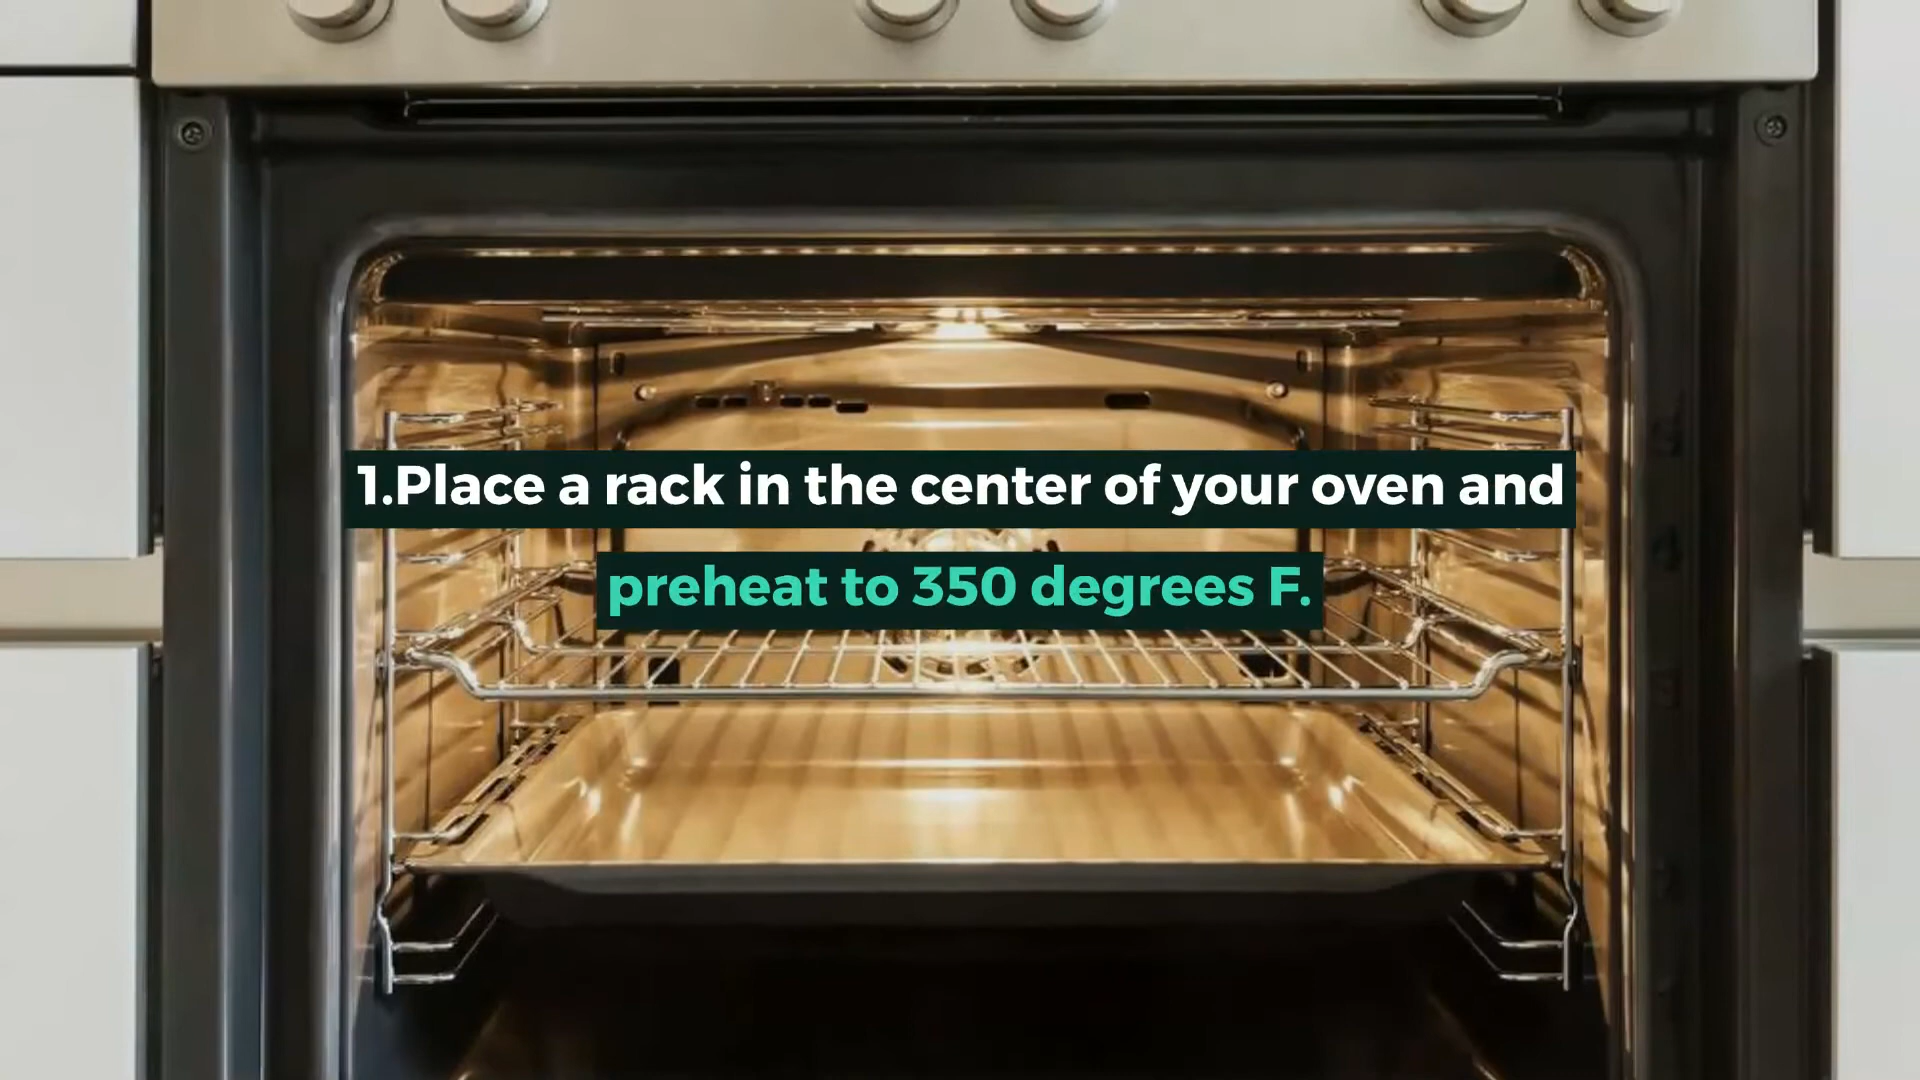 1.Place a rack in the center of your oven and
preheat to 350 degrees F.